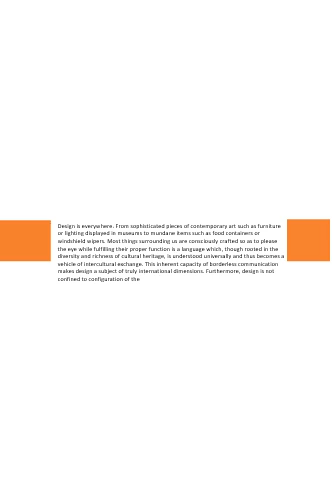 Design is everywhere. From sophisticated pieces of contemporary art such as furniture
or lighting displayed in museums to mundane items such as food containers or
windshield wipers. Most things surrounding us are consciously crafted so as to please
the eye while fulfilling their proper function is a language which, though rooted in the
diversity and richness of cultural heritage, is understood universally and thus becomes a
vehicle of intercultural exchange. This inherent capacity of borderless communication
makes design a subject of truly international dimensions. Furthermore, design is not
confined to configuration of the